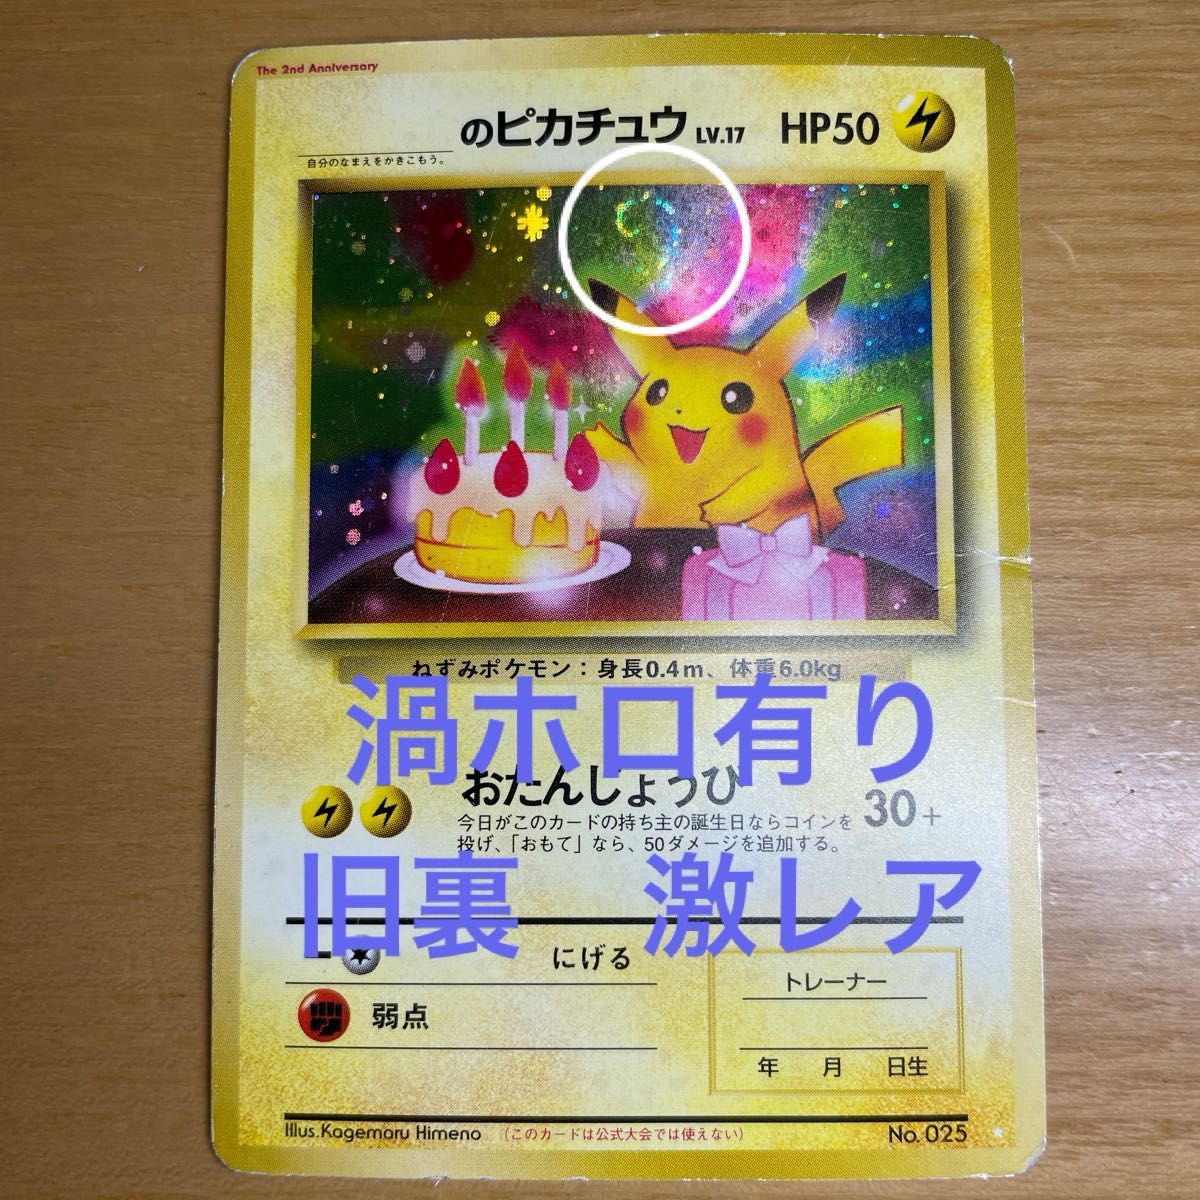 The 2nd Anniversary
のピカチュウ LV.17 HP50
自分のなまえをかきこもう。
ねずみポケモン：身長0.4m、体重6.0kg
渦ホロ有り
おたんじょうび 30+
今日がこのカードの持ち主の誕生日ならコインを
投げ、「おもて」なら、50ダメージを追加する。
旧裏 激レア
にげる
弱点
トレーナー
年 月 日生
Illus.Kagemaru Himeno （このカードは公式大会では使えない） No. 025